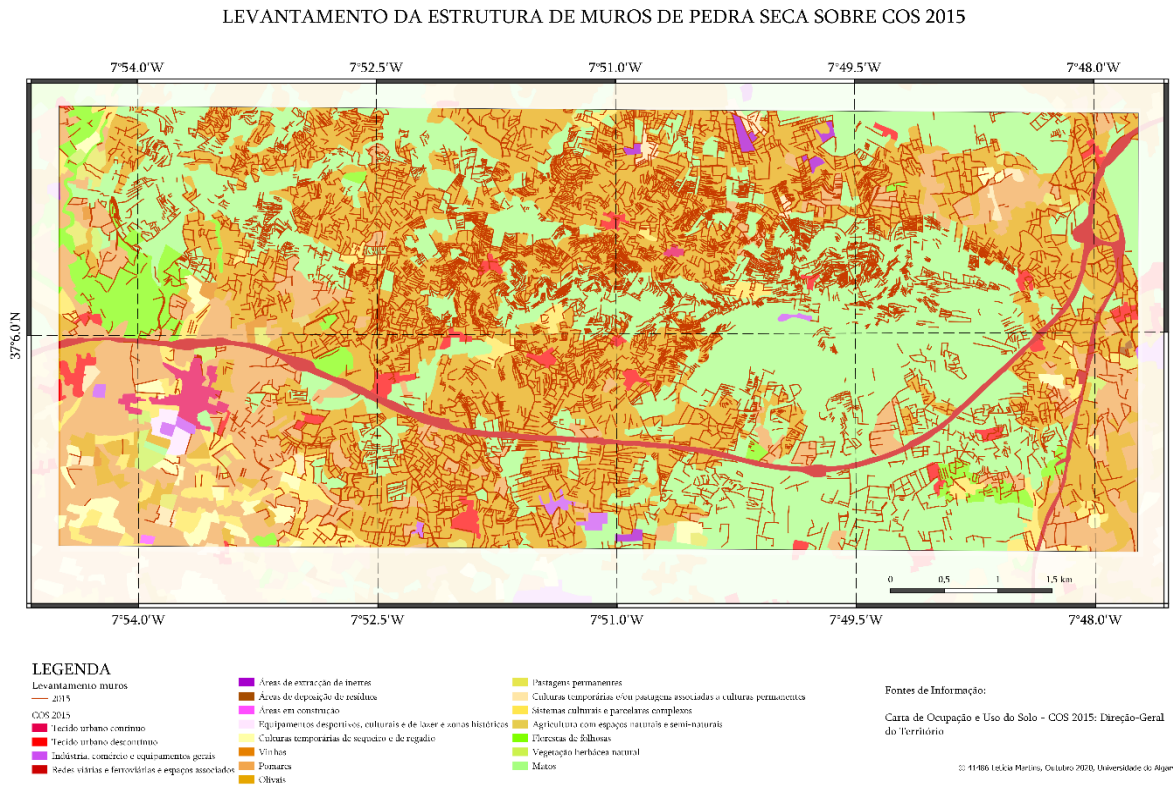 LEVANTAMENTO DA ESTRUTURA DE MUROS DE PEDRA SECA SOBRE COS 2015
7°54.0'W 7°52.5'W 7°51.0'W 7°49.5'W 7°48.0'W
3776.0'N
0 0,5 1 1,5 km
7°54.0'W 7°52.5'W 7°51.0'W 7°49.5'W 7°48.0'W
LEGENDA
Levantamento muros
2015
COS 2015
Tecido urbano contínuo
Tecido urbano descontínuo
Indústria, comércio e equipamentos gerais
Redes viárias e ferroviárias e espaços associados
Áreas de extracção de inertes
Áreas de deposição de resíduos
Áreas em construção
Equipamentos desportivos, culturais e de lazer e zonas históricas
Culturas temporárias de sequeiro e de regadio
Vinhas
Pomares
Olivais
Pastagens permanentes
Culturas temporárias e/ou pastagens associadas a culturas permanentes
Sistemas culturais e parcelares complexos
Agricultura com espaços naturais e semi-naturais
Florestas de folhosas
Vegetação herbácea natural
Matos
Fontes de Informação:
Carta de Ocupação e Uso do Solo - COS 2015: Direção-Geral
do Território
© 41486 Letícia Martins, Outubro 2020, Universidade do Algar